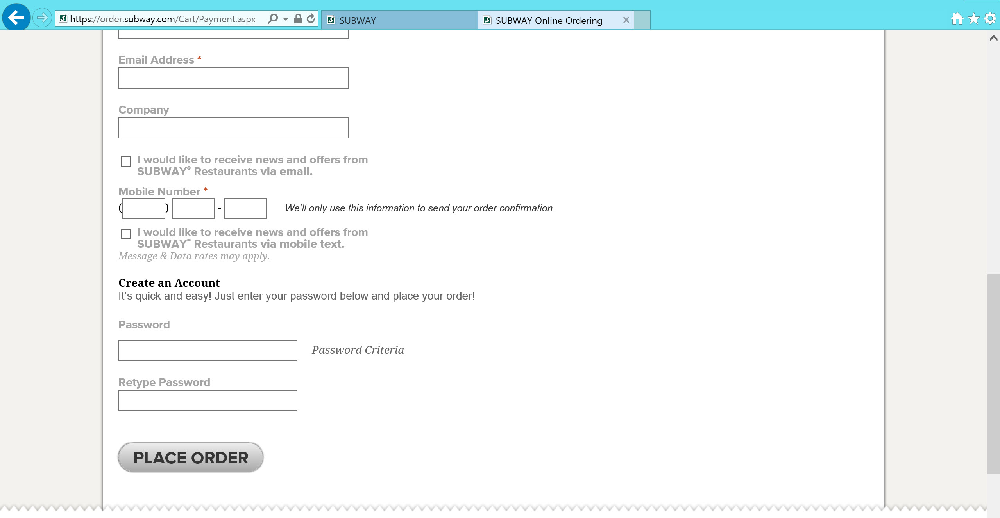 https://order.subway.com/Cart/Payment.aspx
SUBWAY
SUBWAY Online Ordering
Email Address *
Company
I would like to receive news and offers from
SUBWAY® Restaurants via email.
Mobile Number *
( ) -
We’ll only use this information to send your order confirmation.
I would like to receive news and offers from
SUBWAY® Restaurants via mobile text.
Message & Data rates may apply.
Create an Account
It’s quick and easy! Just enter your password below and place your order!
Password
Password Criteria
Retype Password
PLACE ORDER